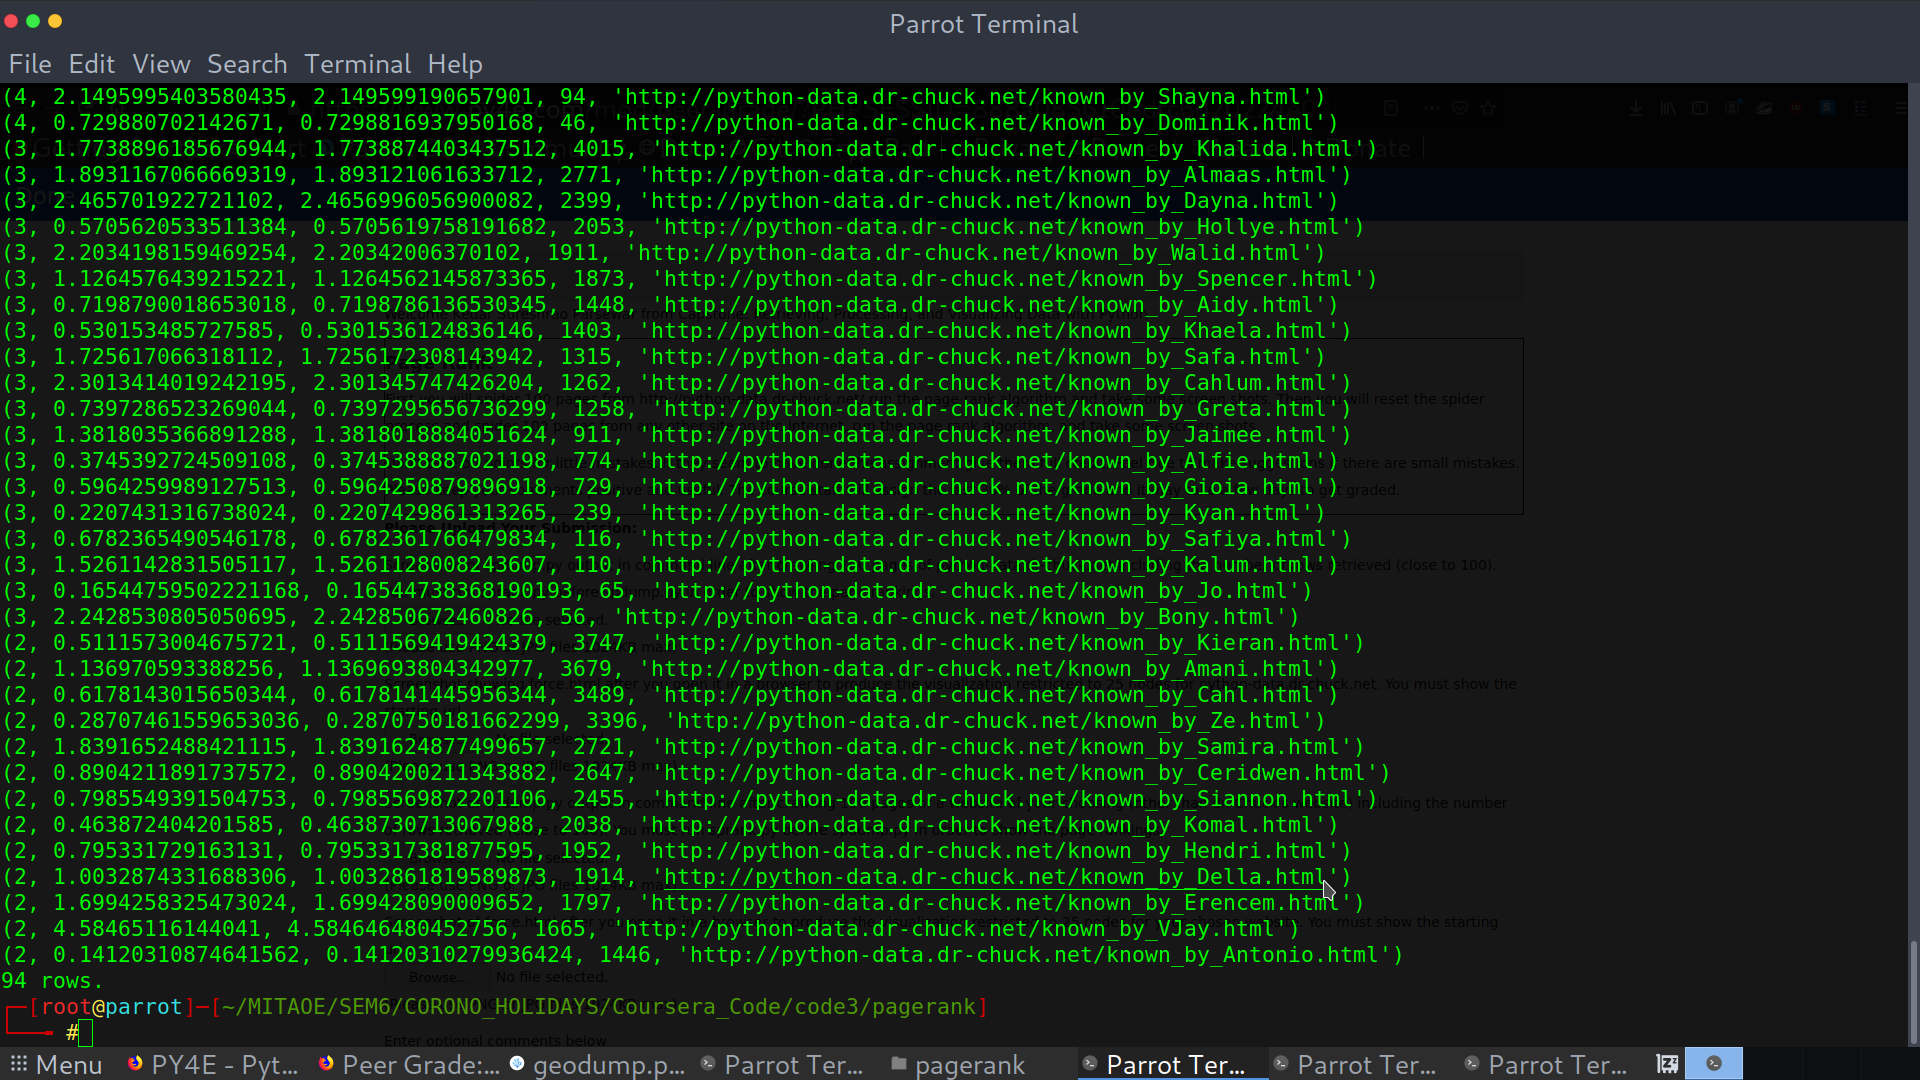 Parrot Terminal
File Edit View Search Terminal Help
(4, 2.1495995403580435, 2.149599190657901, 94, 'http://python-data.dr-chuck.net/known_by_Shayna.html')
(4, 0.729880702142671, 0.7298816937950168, 46, 'http://python-data.dr-chuck.net/known_by_Dominik.html')
(3, 1.7738896185676944, 1.7738874403437512, 4015, 'http://python-data.dr-chuck.net/known_by_Khalida.html')
(3, 1.8931167066669319, 1.893121061633712, 2771, 'http://python-data.dr-chuck.net/known_by_Almaas.html')
(3, 2.465701922721102, 2.4656996056900082, 2399, 'http://python-data.dr-chuck.net/known_by_Dayna.html')
(3, 0.5705620533511384, 0.5705619758191682, 2053, 'http://python-data.dr-chuck.net/known_by_Hollye.html')
(3, 2.2034198159469254, 2.20342006370102, 1911, 'http://python-data.dr-chuck.net/known_by_Walid.html')
(3, 1.1264576439215221, 1.1264562145873365, 1873, 'http://python-data.dr-chuck.net/known_by_Spencer.html')
(3, 0.7198790018653018, 0.7198786136530345, 1448, 'http://python-data.dr-chuck.net/known_by_Aidy.html')
(3, 0.530153485727585, 0.5301536124836146, 1403, 'http://python-data.dr-chuck.net/known_by_Khaela.html')
(3, 1.725617066318112, 1.7256172308143942, 1315, 'http://python-data.dr-chuck.net/known_by_Safa.html')
(3, 2.3013414019242195, 2.301345747426204, 1262, 'http://python-data.dr-chuck.net/known_by_Cahlum.html')
(3, 0.7397286523269044, 0.7397295656736299, 1258, 'http://python-data.dr-chuck.net/known_by_Greta.html')
(3, 1.3818035366891288, 1.3818018884051624, 911, 'http://python-data.dr-chuck.net/known_by_Jaimee.html')
(3, 0.3745392724509108, 0.3745388887021198, 774, 'http://python-data.dr-chuck.net/known_by_Alfie.html')
(3, 0.5964259989127513, 0.5964250879896918, 729, 'http://python-data.dr-chuck.net/known_by_Gioia.html')
(3, 0.2207431316738024, 0.2207429861313265, 239, 'http://python-data.dr-chuck.net/known_by_Kyan.html')
(3, 0.6782365490546178, 0.6782361766479834, 116, 'http://python-data.dr-chuck.net/known_by_Safiya.html')
(3, 1.5261142831505117, 1.5261128008243607, 110, 'http://python-data.dr-chuck.net/known_by_Kalum.html')
(3, 0.16544759502221168, 0.16544738368190193, 65, 'http://python-data.dr-chuck.net/known_by_Jo.html')
(3, 2.2428530805050695, 2.242850672460826, 56, 'http://python-data.dr-chuck.net/known_by_Bony.html')
(2, 0.5111573004675721, 0.5111569419424379, 3747, 'http://python-data.dr-chuck.net/known_by_Kieran.html')
(2, 1.136970593388256, 1.1369693804342977, 3679, 'http://python-data.dr-chuck.net/known_by_Amani.html')
(2, 0.6178143015650344, 0.6178141445956344, 3489, 'http://python-data.dr-chuck.net/known_by_Cahl.html')
(2, 0.28707461559653036, 0.2870750181662299, 3396, 'http://python-data.dr-chuck.net/known_by_Ze.html')
(2, 1.8391652488421115, 1.8391624877499657, 2721, 'http://python-data.dr-chuck.net/known_by_Samira.html')
(2, 0.8904211891737572, 0.8904200211343882, 2647, 'http://python-data.dr-chuck.net/known_by_Ceridwen.html')
(2, 0.7985549391504753, 0.7985569872201106, 2455, 'http://python-data.dr-chuck.net/known_by_Siannon.html')
(2, 0.463872404201585, 0.4638730713067988, 2038, 'http://python-data.dr-chuck.net/known_by_Komal.html')
(2, 0.795331729163131, 0.7953317381877595, 1952, 'http://python-data.dr-chuck.net/known_by_Hendri.html')
(2, 1.0032874331688306, 1.0032861819589873, 1914, 'http://python-data.dr-chuck.net/known_by_Della.html')
(2, 1.6994258325473024, 1.699428090009652, 1797, 'http://python-data.dr-chuck.net/known_by_Erencem.html')
(2, 4.58465116144041, 4.584646480452756, 1665, 'http://python-data.dr-chuck.net/known_by_VJay.html')
(2, 0.14120310874641562, 0.14120310279936424, 1446, 'http://python-data.dr-chuck.net/known_by_Antonio.html')
94 rows.
[root@parrot]─[~/MITAOE/SEM6/CORONO_HOLIDAYS/Coursera_Code/code3/pagerank]
#
Menu PY4E - Pyt... Peer Grade:... geodump.p... Parrot Ter... pagerank Parrot Ter... Parrot Ter... Parrot Ter...